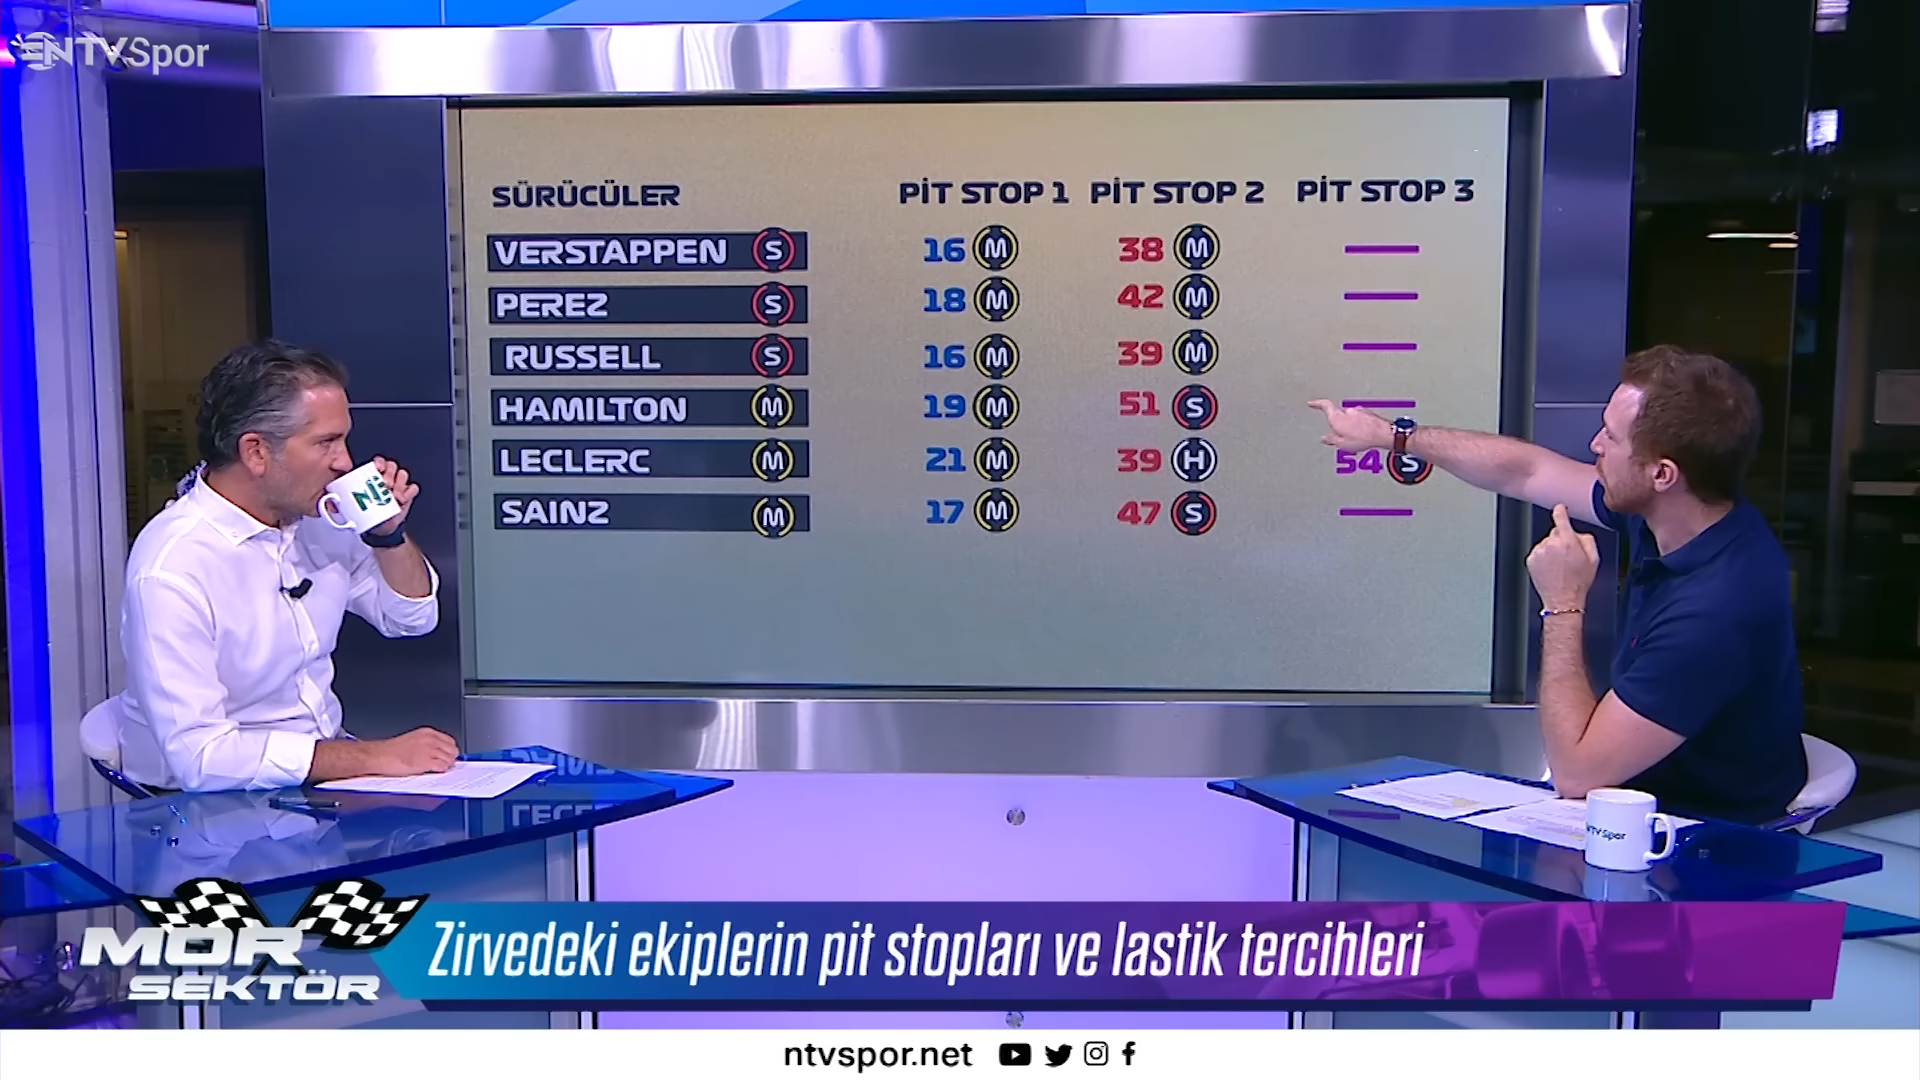 NTVSpor
SÜRÜCÜLER PİT STOP 1 PİT STOP 2 PİT STOP 3
VERSTAPPEN S 16 M 38 M
PEREZ S 18 M 42 M
RUSSELL S 16 M 39 M
HAMILTON M 19 M 51 S
LECLERC M 21 M 39 H 54 S
SAINZ M 17 M 47 S
NTV Spor
MOR
SEKTÖR
Zirvedeki ekiplerin pit stopları ve lastik tercihleri
ntvspor.net